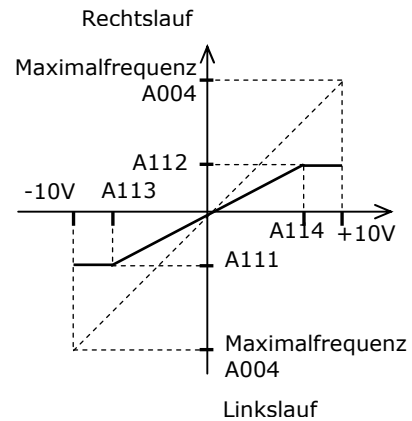 Rechtslauf
Maximalfrequenz
A004
A112
-10V
A113
A114
+10V
A111
Maximalfrequenz
A004
Linkslauf